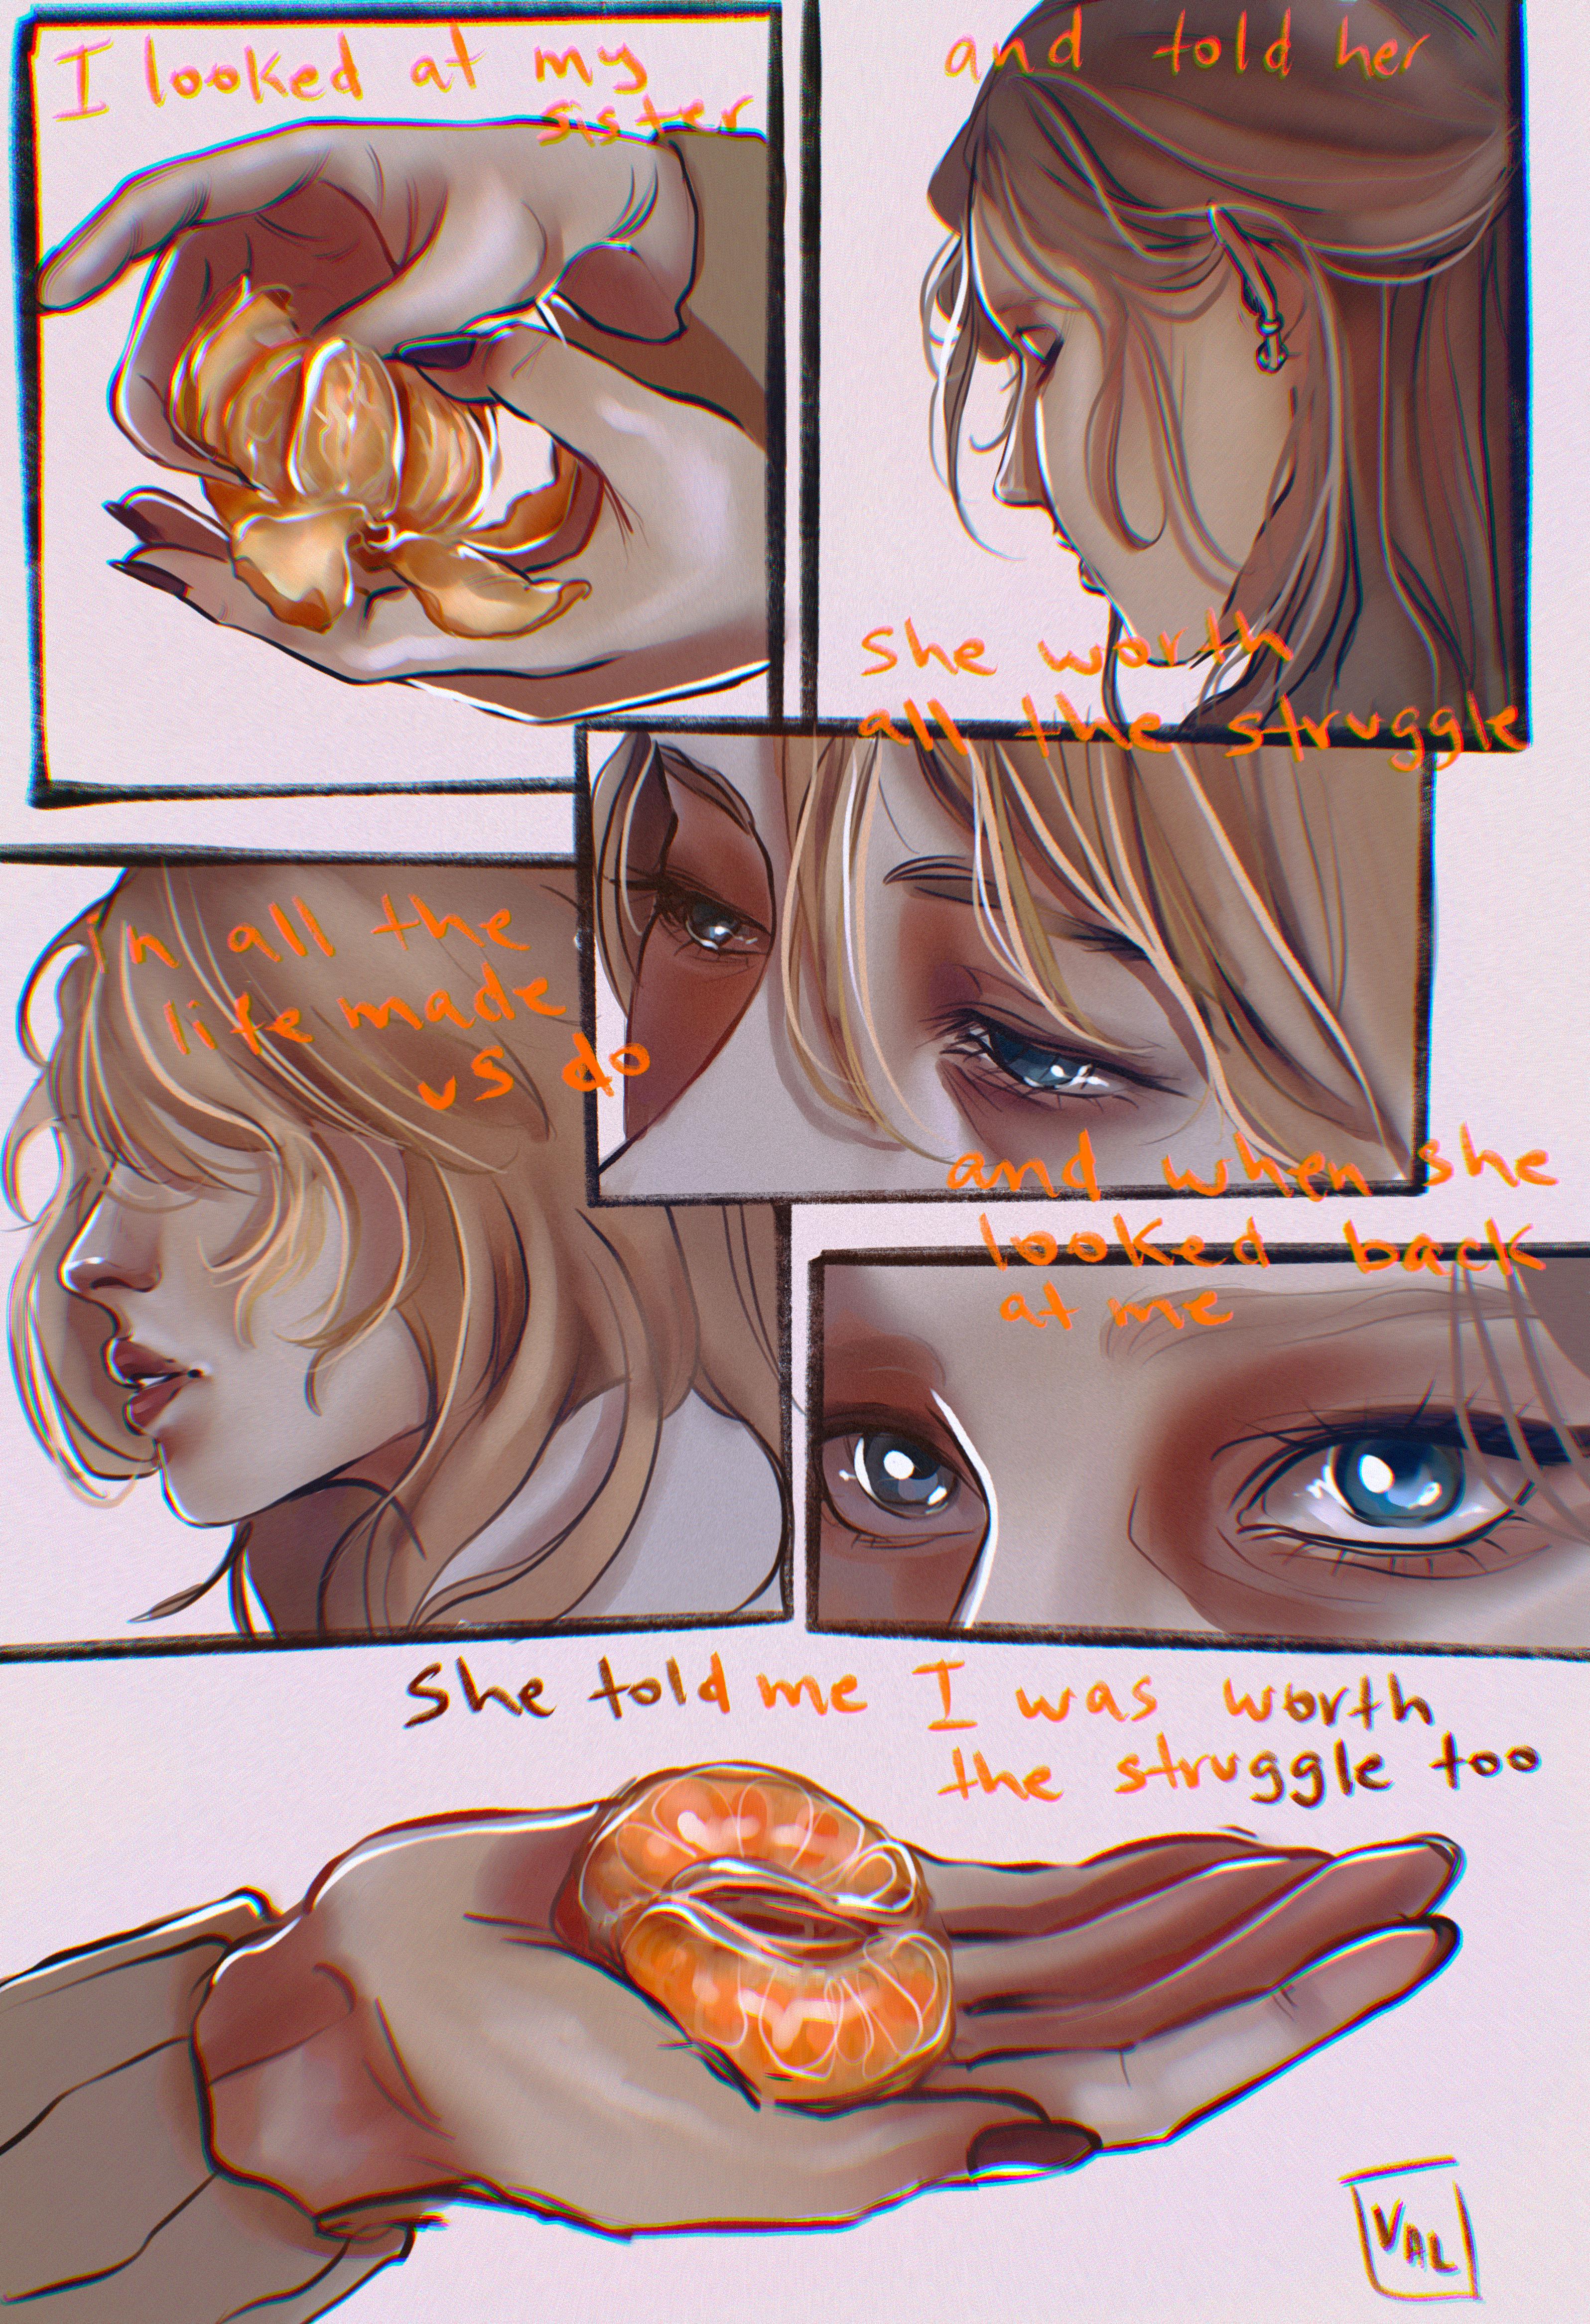 I looked at my
sister
and told her
she worth
all the struggle
in all the
life made
us do
and when she
looked back
at me
She told me I was worth
the struggle too
VAL